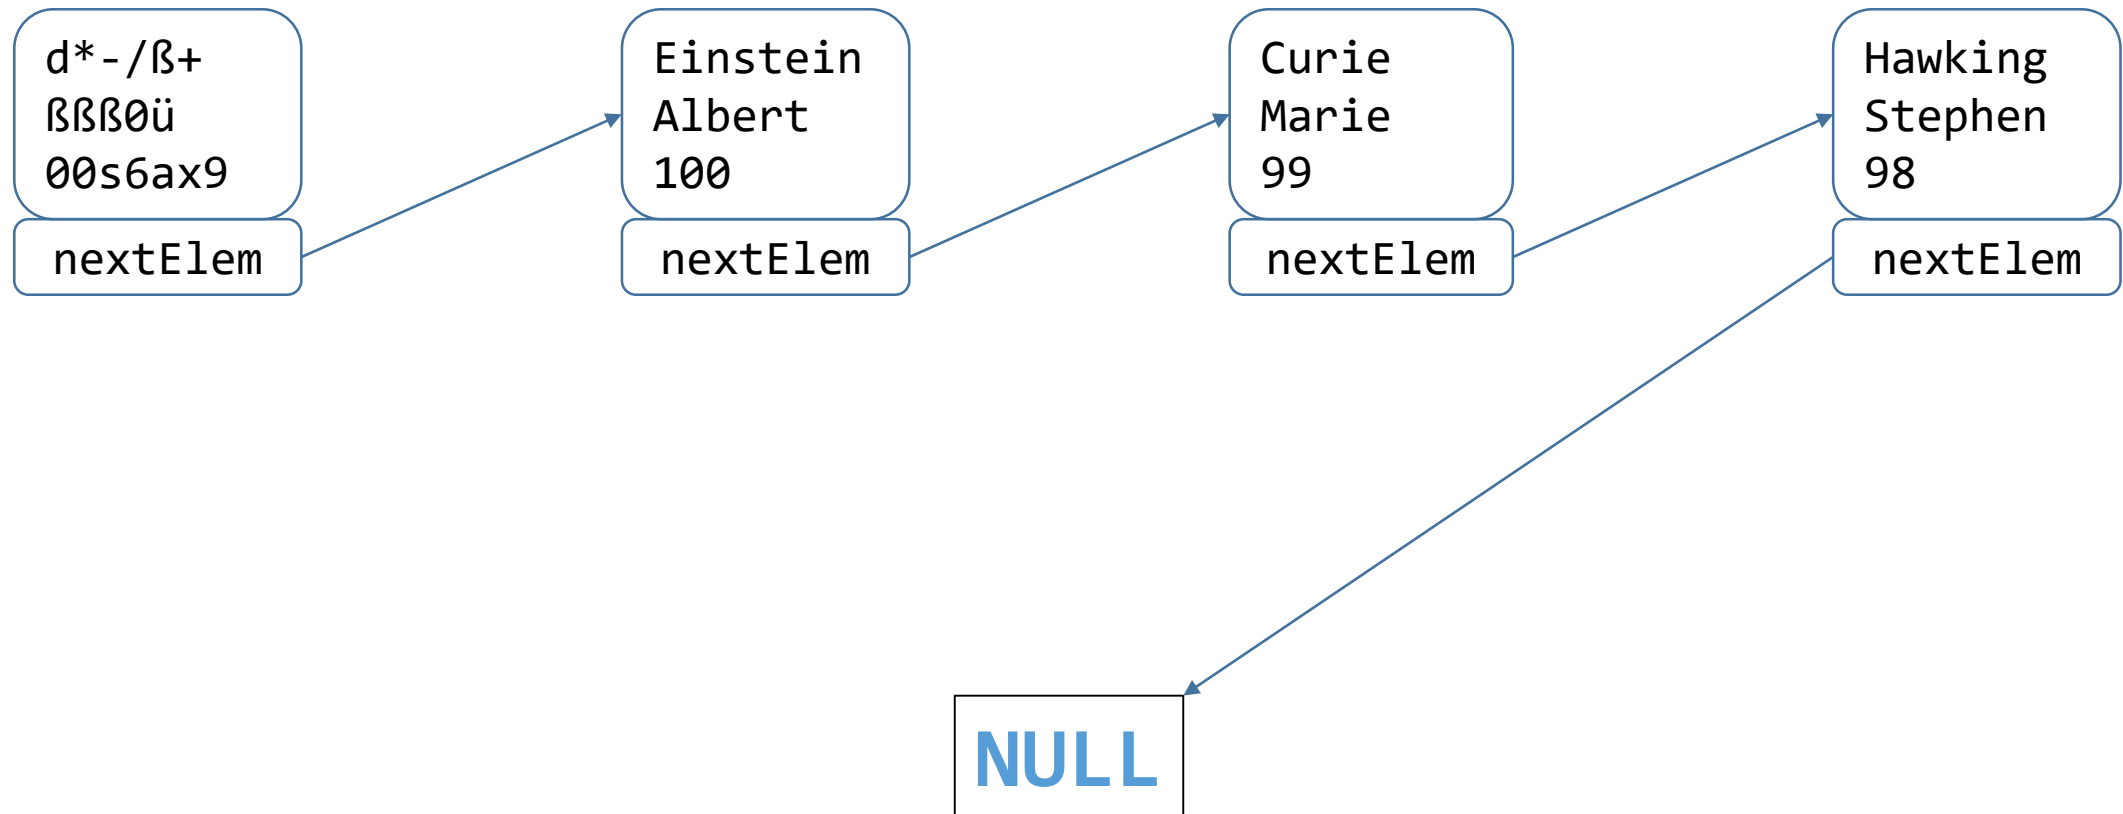 d*-/ß+
ßßß0ü
00s6ax9
nextElem
Einstein
Albert
100
nextElem
Curie
Marie
99
nextElem
Hawking
Stephen
98
nextElem
NULL